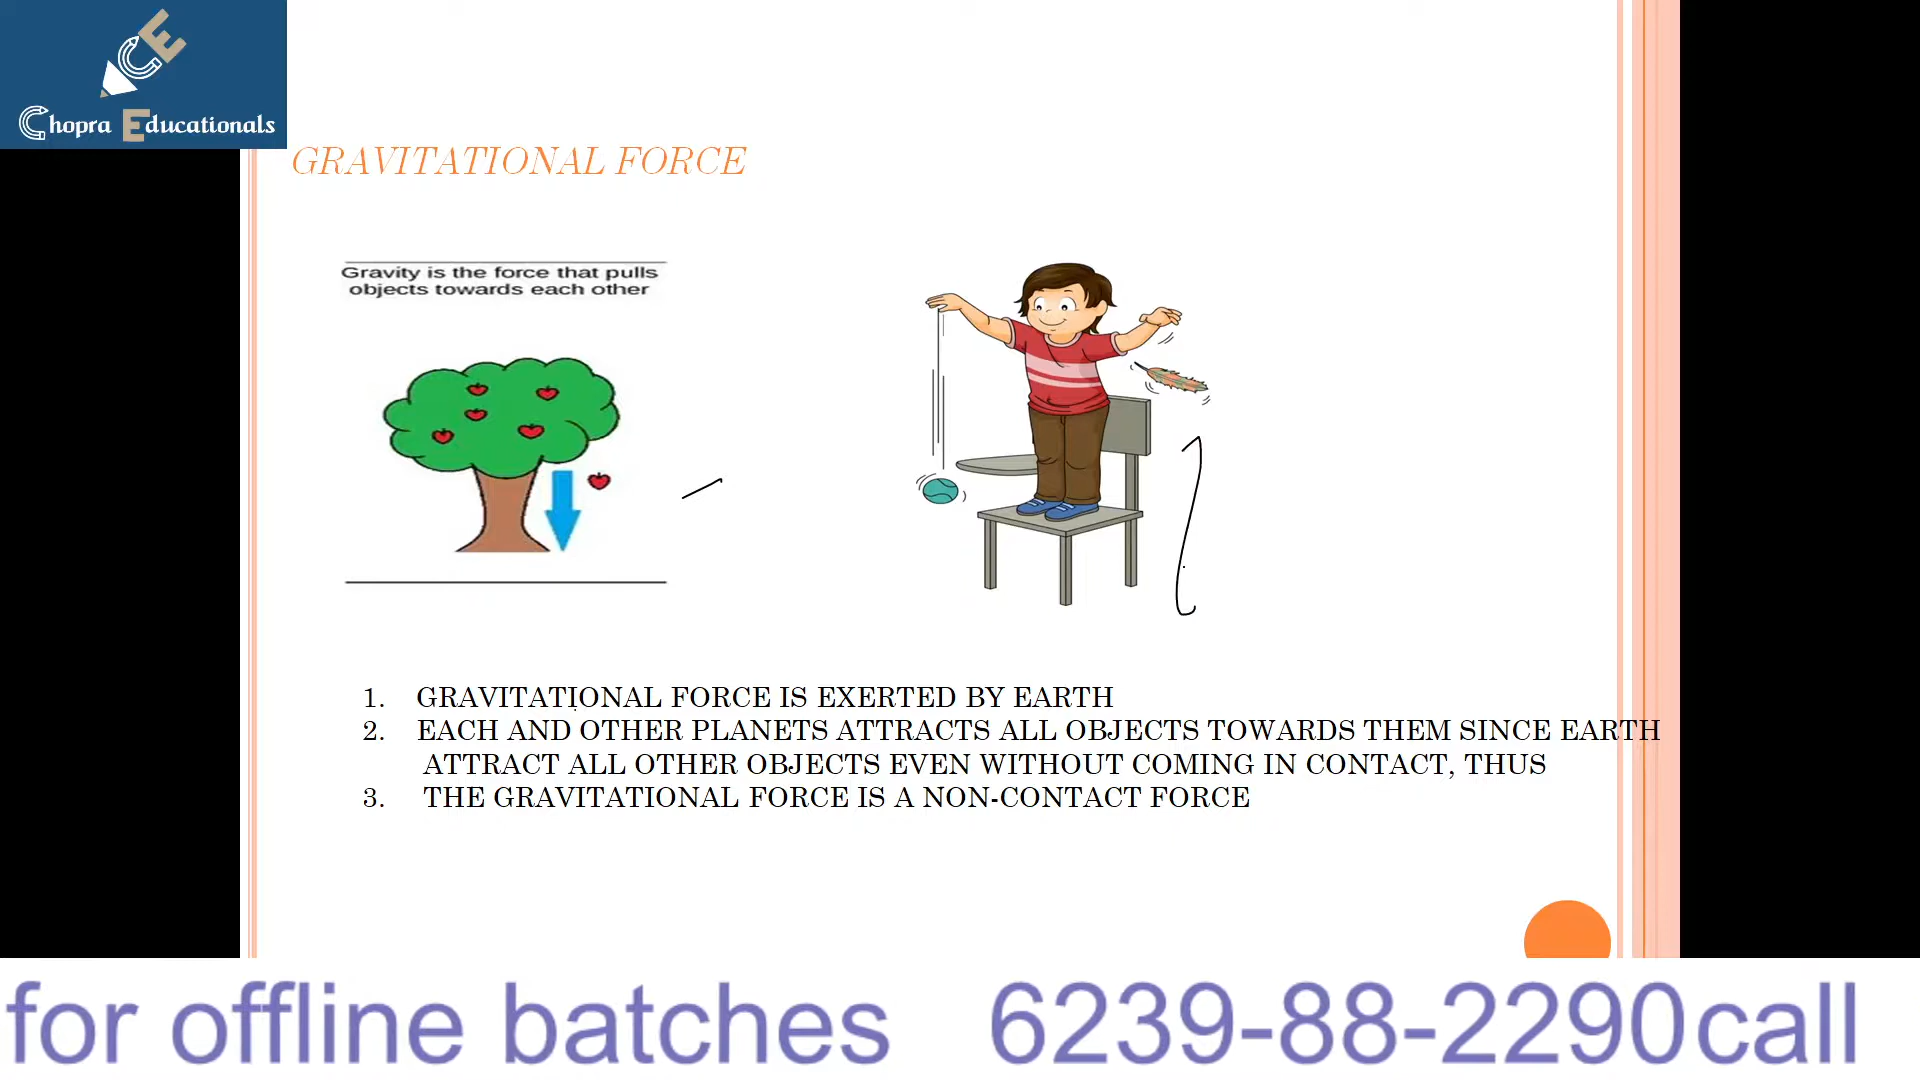 Chopra Educationals
GRAVITATIONAL FORCE
Gravity is the force that pulls
objects towards each other
1. GRAVITATIONAL FORCE IS EXERTED BY EARTH
2. EACH AND OTHER PLANETS ATTRACTS ALL OBJECTS TOWARDS THEM SINCE EARTH
ATTRACT ALL OTHER OBJECTS EVEN WITHOUT COMING IN CONTACT, THUS
3. THE GRAVITATIONAL FORCE IS A NON-CONTACT FORCE
for offline batches 6239-88-2290call